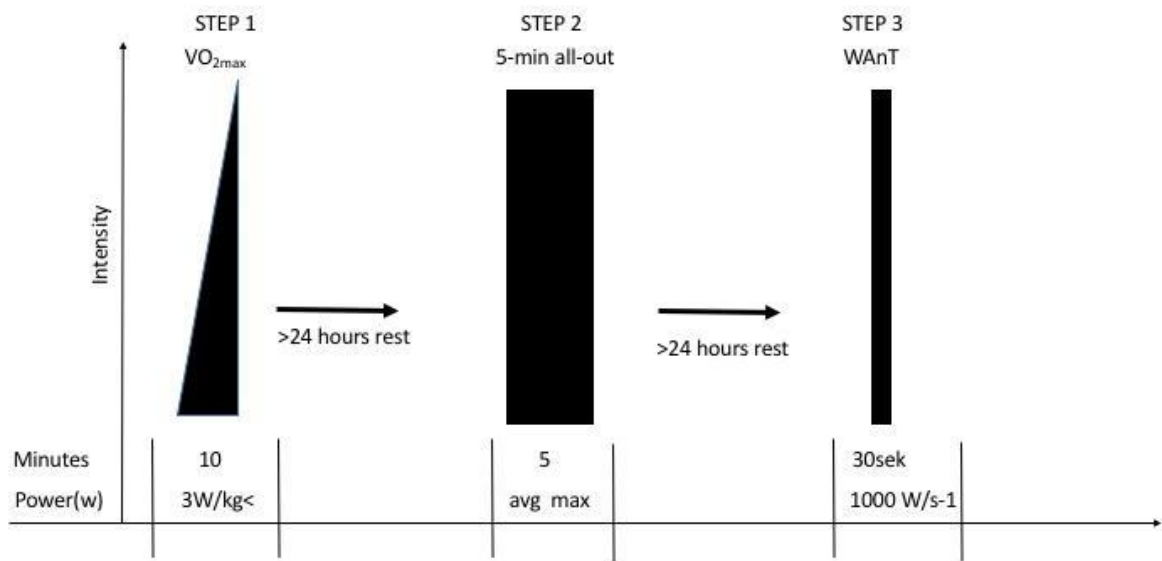 STEP 1
VO₂max
STEP 2
5-min all-out
STEP 3
WAnT
Intensity
>24 hours rest
>24 hours rest
Minutes 10 5 30sek
Power(w) 3W/kg< avg max 1000 W/s-1